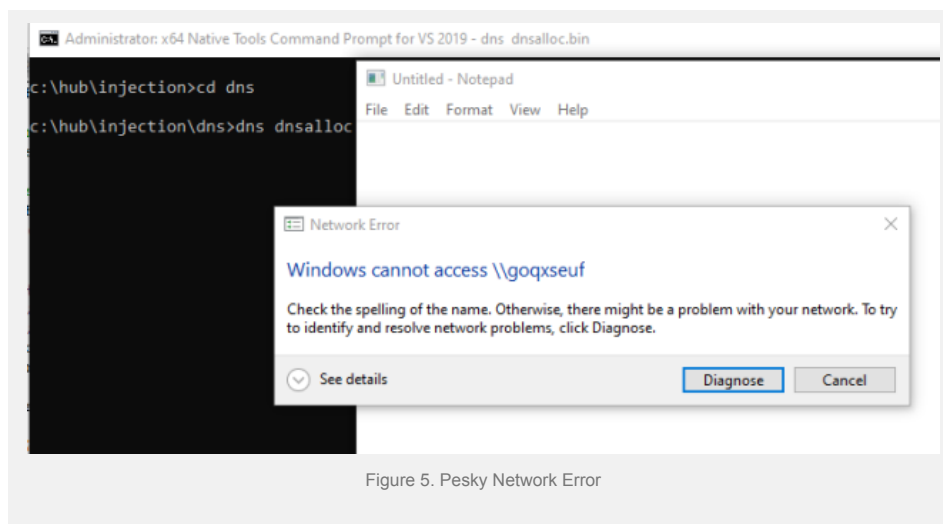 Administrator: x64 Native Tools Command Prompt for VS 2019 - dns dnsalloc.bin
c:\hub\injection>cd dns
Untitled - Notepad
File Edit Format View Help
c:\hub\injection\dns>dns dnsalloc
Network Error
Windows cannot access \\goqxseuf
Check the spelling of the name. Otherwise, there might be a problem with your network. To try
to identify and resolve network problems, click Diagnose.
See details
Diagnose
Cancel
Figure 5. Pesky Network Error